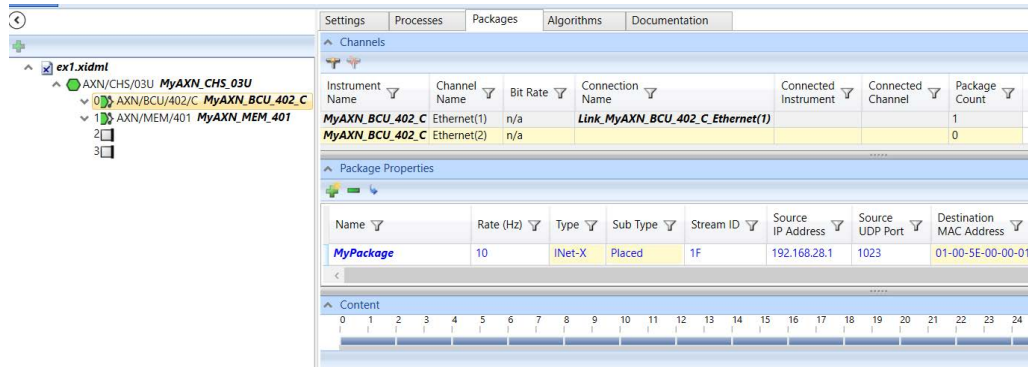 Settings Processes Packages Algorithms Documentation
Channels
ex1.xidml
AXN/CHS/03U MyAXN_CHS_03U
0 AXN/BCU/402/C MyAXN_BCU_402_C
1 AXN/MEM/401 MyAXN_MEM_401
2
3
Instrument Name Channel Name Bit Rate Connection Name Connected Instrument Connected Channel Package Count
MyAXN_BCU_402_C Ethernet(1) n/a Link_MyAXN_BCU_402_C_Ethernet(1) 1
MyAXN_BCU_402_C Ethernet(2) n/a 0
Package Properties
Name Rate (Hz) Type Sub Type Stream ID Source IP Address Source UDP Port Destination MAC Address
MyPackage 10 INet-X Placed 1F 192.168.28.1 1023 01-00-5E-00-00-01
Content
0 1 2 3 4 5 6 7 8 9 10 11 12 13 14 15 16 17 18 19 20 21 22 23 24